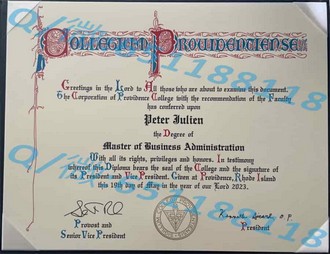 Collegium Providentiense
Greetings in the Lord to All those who are about to examine this document.
The Corporation of Providence College with the recommendation of the Faculty
has conferred upon
Peter Julien
the Degree of
Master of Business Administration
With all its rights, privileges and honors. In testimony
whereof this Diploma bears the seal of the College and the signature of
its President and Vice President. Given at Providence, Rhode Island
this 19th day of May in the year of our Lord 2023.
Provost and
Senior Vice President
President